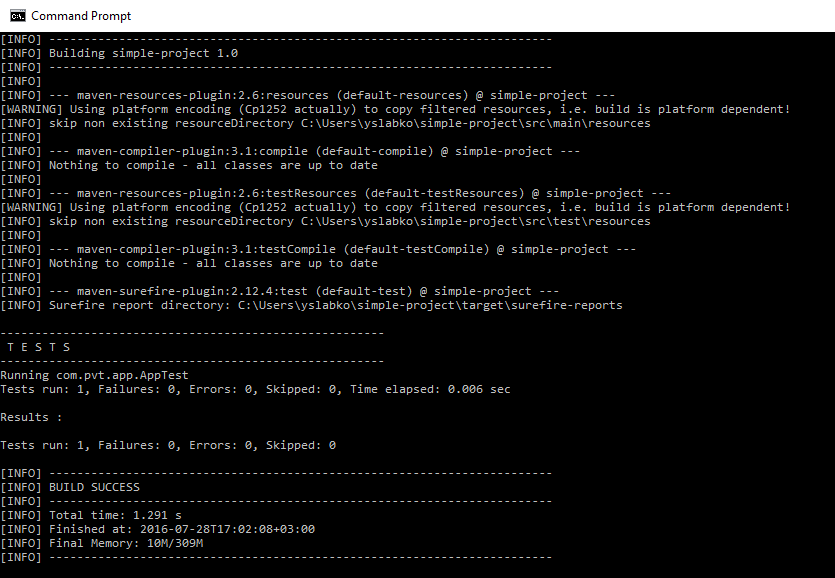 Command Prompt
[INFO] ------------------------------------------------------------------------
[INFO] Building simple-project 1.0
[INFO] ------------------------------------------------------------------------
[INFO]
[INFO] --- maven-resources-plugin:2.6:resources (default-resources) @ simple-project ---
[WARNING] Using platform encoding (Cp1252 actually) to copy filtered resources, i.e. build is platform dependent!
[INFO] skip non existing resourceDirectory C:\Users\yslabko\simple-project\src\main\resources
[INFO]
[INFO] --- maven-compiler-plugin:3.1:compile (default-compile) @ simple-project ---
[INFO] Nothing to compile - all classes are up to date
[INFO]
[INFO] --- maven-resources-plugin:2.6:testResources (default-testResources) @ simple-project ---
[WARNING] Using platform encoding (Cp1252 actually) to copy filtered resources, i.e. build is platform dependent!
[INFO] skip non existing resourceDirectory C:\Users\yslabko\simple-project\src\test\resources
[INFO]
[INFO] --- maven-compiler-plugin:3.1:testCompile (default-testCompile) @ simple-project ---
[INFO] Nothing to compile - all classes are up to date
[INFO]
[INFO] --- maven-surefire-plugin:2.12.4:test (default-test) @ simple-project ---
[INFO] Surefire report directory: C:\Users\yslabko\simple-project\target\surefire-reports
-------------------------------------------------------
T E S T S
-------------------------------------------------------
Running com.pvt.app.AppTest
Tests run: 1, Failures: 0, Errors: 0, Skipped: 0, Time elapsed: 0.006 sec
Results :
Tests run: 1, Failures: 0, Errors: 0, Skipped: 0
[INFO] ------------------------------------------------------------------------
[INFO] BUILD SUCCESS
[INFO] ------------------------------------------------------------------------
[INFO] Total time: 1.291 s
[INFO] Finished at: 2016-07-28T17:02:08+03:00
[INFO] Final Memory: 10M/309M
[INFO] ------------------------------------------------------------------------